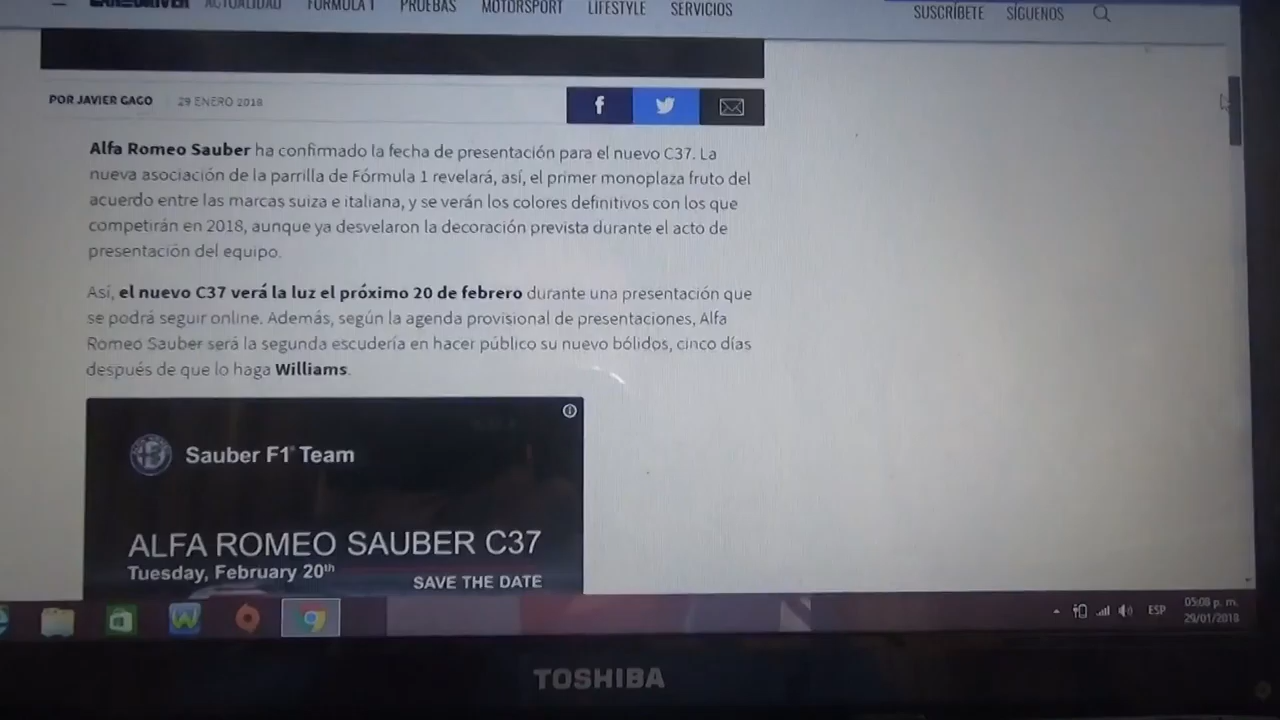 ACTUALIDAD FÓRMULA 1 PRUEBAS MOTORSPORT LIFESTYLE SERVICIOS SUSCRÍBETE SÍGUENOS
POR JAVIER GAGO 29 ENERO 2018
Alfa Romeo Sauber ha confirmado la fecha de presentación para el nuevo C37. La
nueva asociación de la parrilla de Fórmula 1 revelará, así, el primer monoplaza fruto del
acuerdo entre las marcas suiza e italiana, y se verán los colores definitivos con los que
competirán en 2018, aunque ya desvelaron la decoración prevista durante el acto de
presentación del equipo.
Así, el nuevo C37 verá la luz el próximo 20 de febrero durante una presentación que
se podrá seguir online. Además, según la agenda provisional de presentaciones, Alfa
Romeo Sauber será la segunda escudería en hacer público su nuevo bólidos, cinco días
después de que lo haga Williams.
Sauber F1 Team
ALFA ROMEO SAUBER C37
Tuesday, February 20th
SAVE THE DATE
ESP
05:08 p. m.
29/01/2018
TOSHIBA